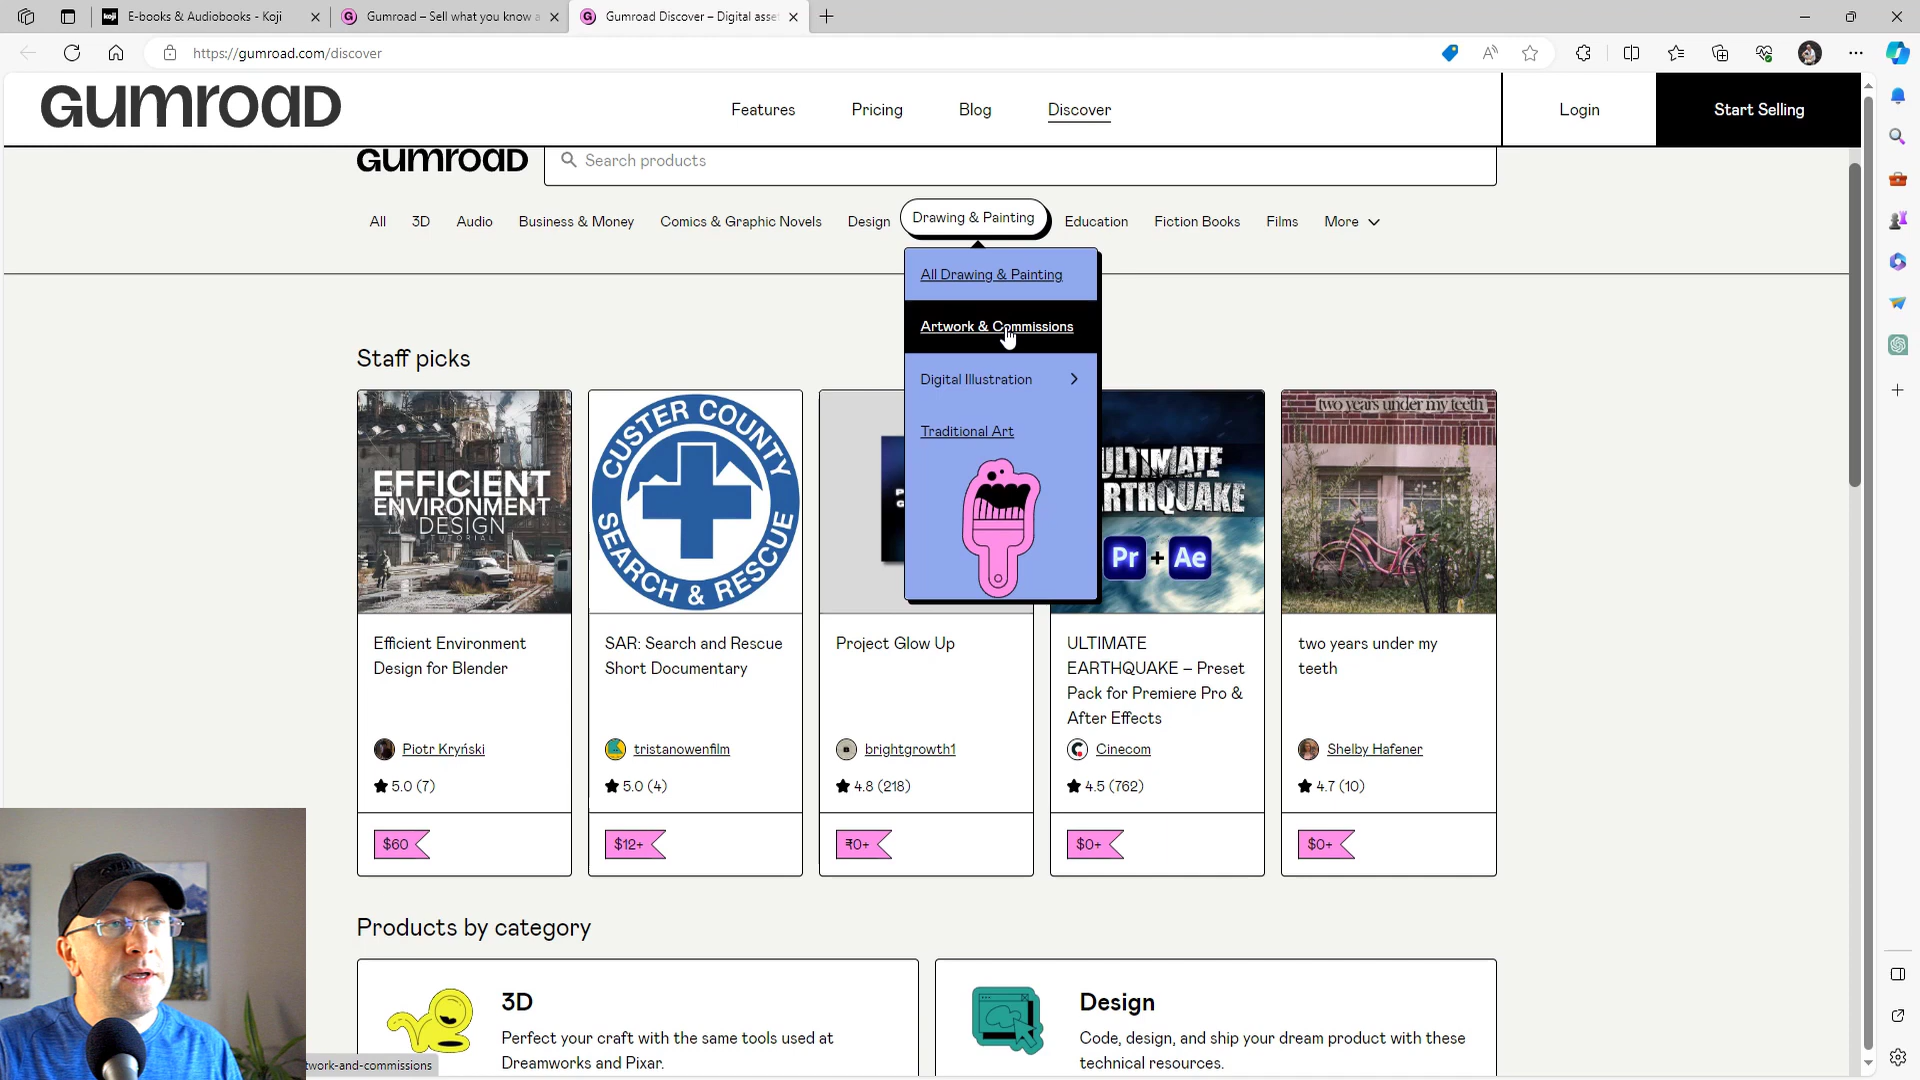 E-books & Audiobooks - Koji
Gumroad – Sell what you know a
Gumroad Discover – Digital asse
https://gumroad.com/discover
GUMROAD
Features
Pricing
Blog
Discover
Login
Start Selling
GUMROAD
Search products
All
3D
Audio
Business & Money
Comics & Graphic Novels
Design
Drawing & Painting
Education
Fiction Books
Films
More
All Drawing & Painting
Artwork & Commissions
Digital Illustration
Traditional Art
Staff picks
EFFICIENT
ENVIRONMENT
DESIGN
TUTORIAL
CUSTER COUNTY
SEARCH & RESCUE
ULTIMATE
EARTHQUAKE
Pr + Ae
two years under my teeth
Efficient Environment
Design for Blender
Piotr Kryński
5.0 (7)
$60
SAR: Search and Rescue
Short Documentary
tristanowenfilm
5.0 (4)
$12+
Project Glow Up
brightgrowth1
4.8 (218)
₹0+
ULTIMATE
EARTHQUAKE – Preset
Pack for Premiere Pro &
After Effects
Cinecom
4.5 (762)
$0+
two years under my
teeth
Shelby Hafener
4.7 (10)
$0+
Products by category
3D
Perfect your craft with the same tools used at
Dreamworks and Pixar.
Design
Code, design, and ship your dream product with these
technical resources.
twork-and-commissions